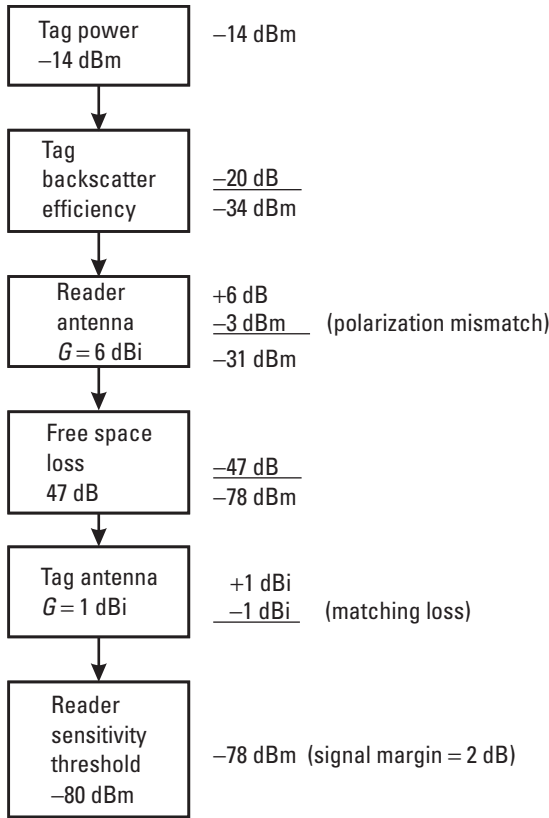 Tag power
−14 dBm
−14 dBm
Tag
backscatter
efficiency
−20 dB
−34 dBm
Reader
antenna
G = 6 dBi
+6 dB
−3 dBm (polarization mismatch)
−31 dBm
Free space
loss
47 dB
−47 dB
−78 dBm
Tag antenna
G = 1 dBi
+1 dBi
−1 dBi (matching loss)
Reader
sensitivity
threshold
−80 dBm
−78 dBm (signal margin = 2 dB)